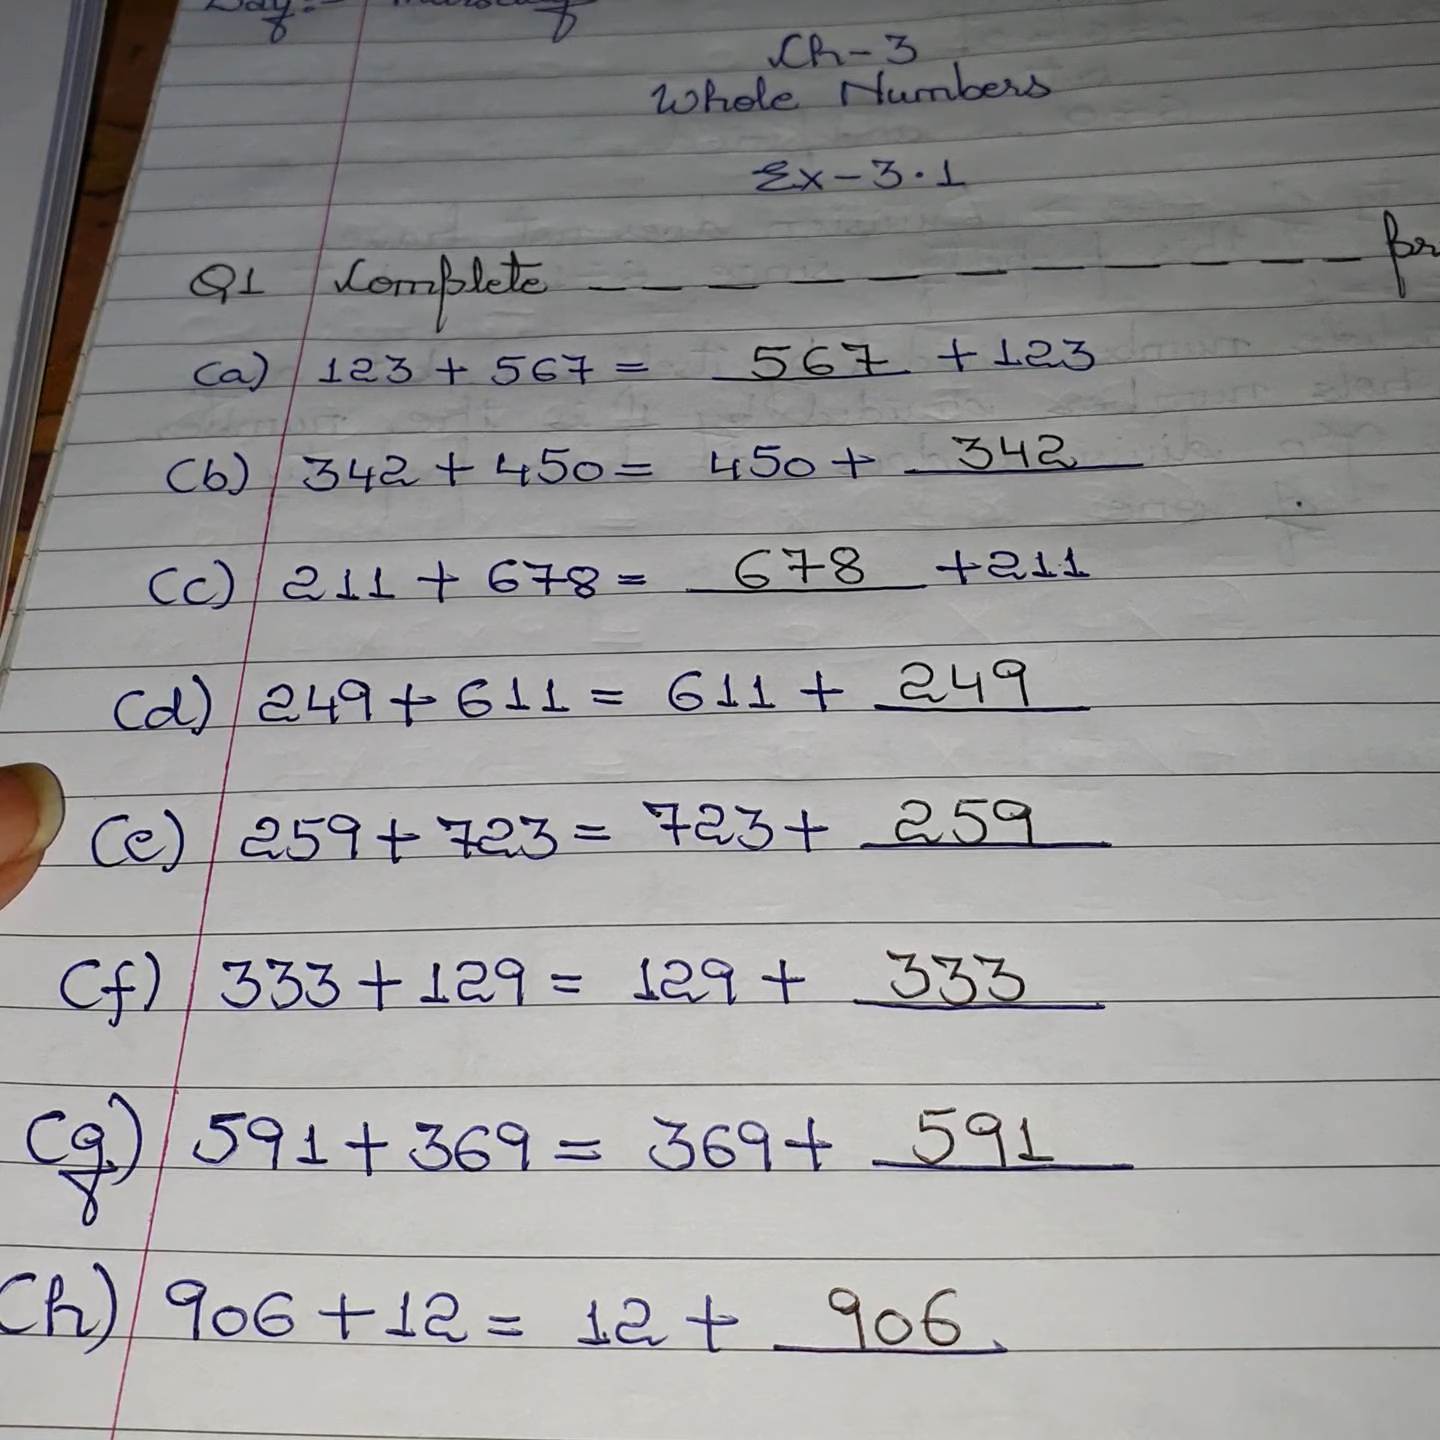 Day:- Thursday
Ch-3
Whole Numbers
Ex-3.1
Q1 Complete _ _ _ _ _ _ _ _ _ _
(a) 123 + 567 = 567 + 123
(b) 342 + 450 = 450 + 342
(c) 211 + 678 = 678 + 211
(d) 249 + 611 = 611 + 249
(e) 259 + 723 = 723 + 259
(f) 333 + 129 = 129 + 333
(g) 591 + 369 = 369 + 591
(h) 906 + 12 = 12 + 906.